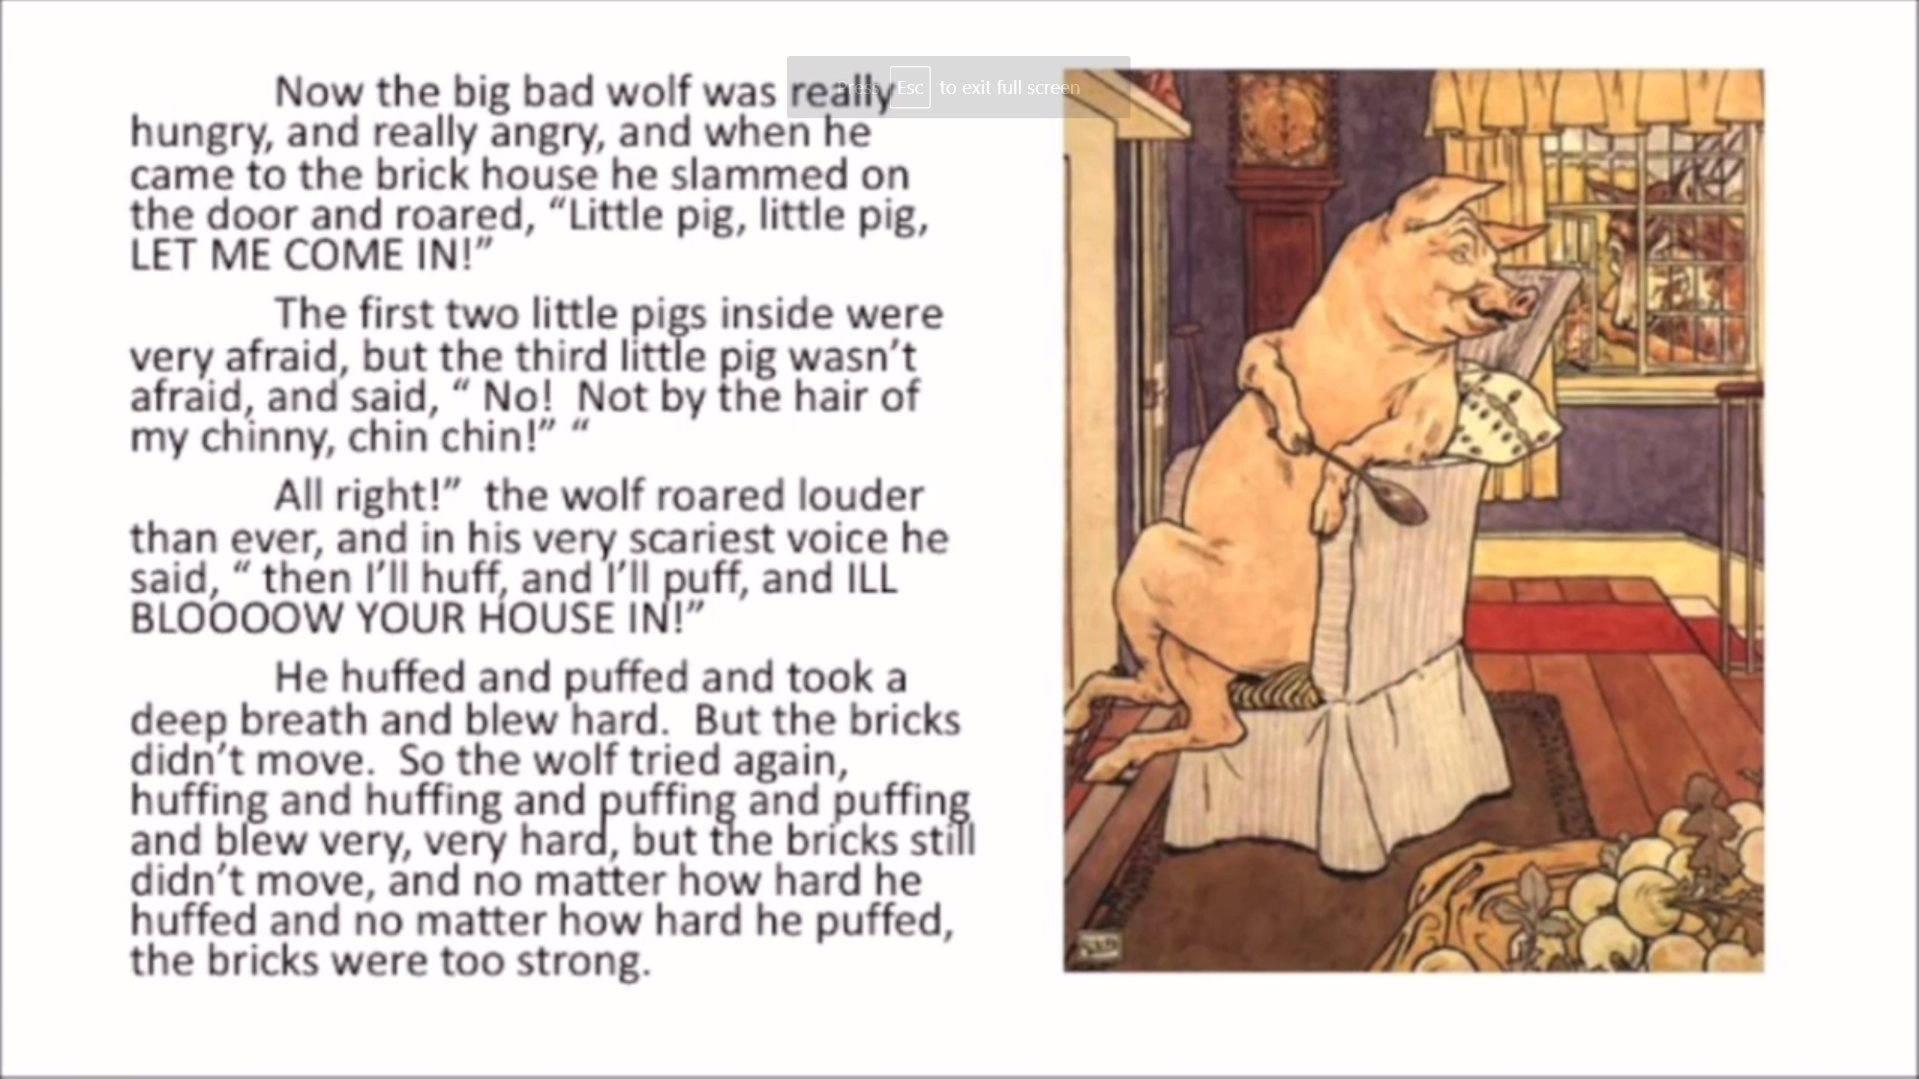 Press Esc to exit full screen
Now the big bad wolf was really
hungry, and really angry, and when he
came to the brick house he slammed on
the door and roared, “Little pig, little pig,
LET ME COME IN!”
The first two little pigs inside were
very afraid, but the third little pig wasn’t
afraid, and said, “ No!  Not by the hair of
my chinny, chin chin!” “
All right!”  the wolf roared louder
than ever, and in his very scariest voice he
said, “ then I’ll huff, and I’ll puff, and ILL
BLOOOOW YOUR HOUSE IN!”
He huffed and puffed and took a
deep breath and blew hard.  But the bricks
didn’t move.  So the wolf tried again,
huffing and huffing and puffing and puffing
and blew very, very hard, but the bricks still
didn’t move, and no matter how hard he
huffed and no matter how hard he puffed,
the bricks were too strong.